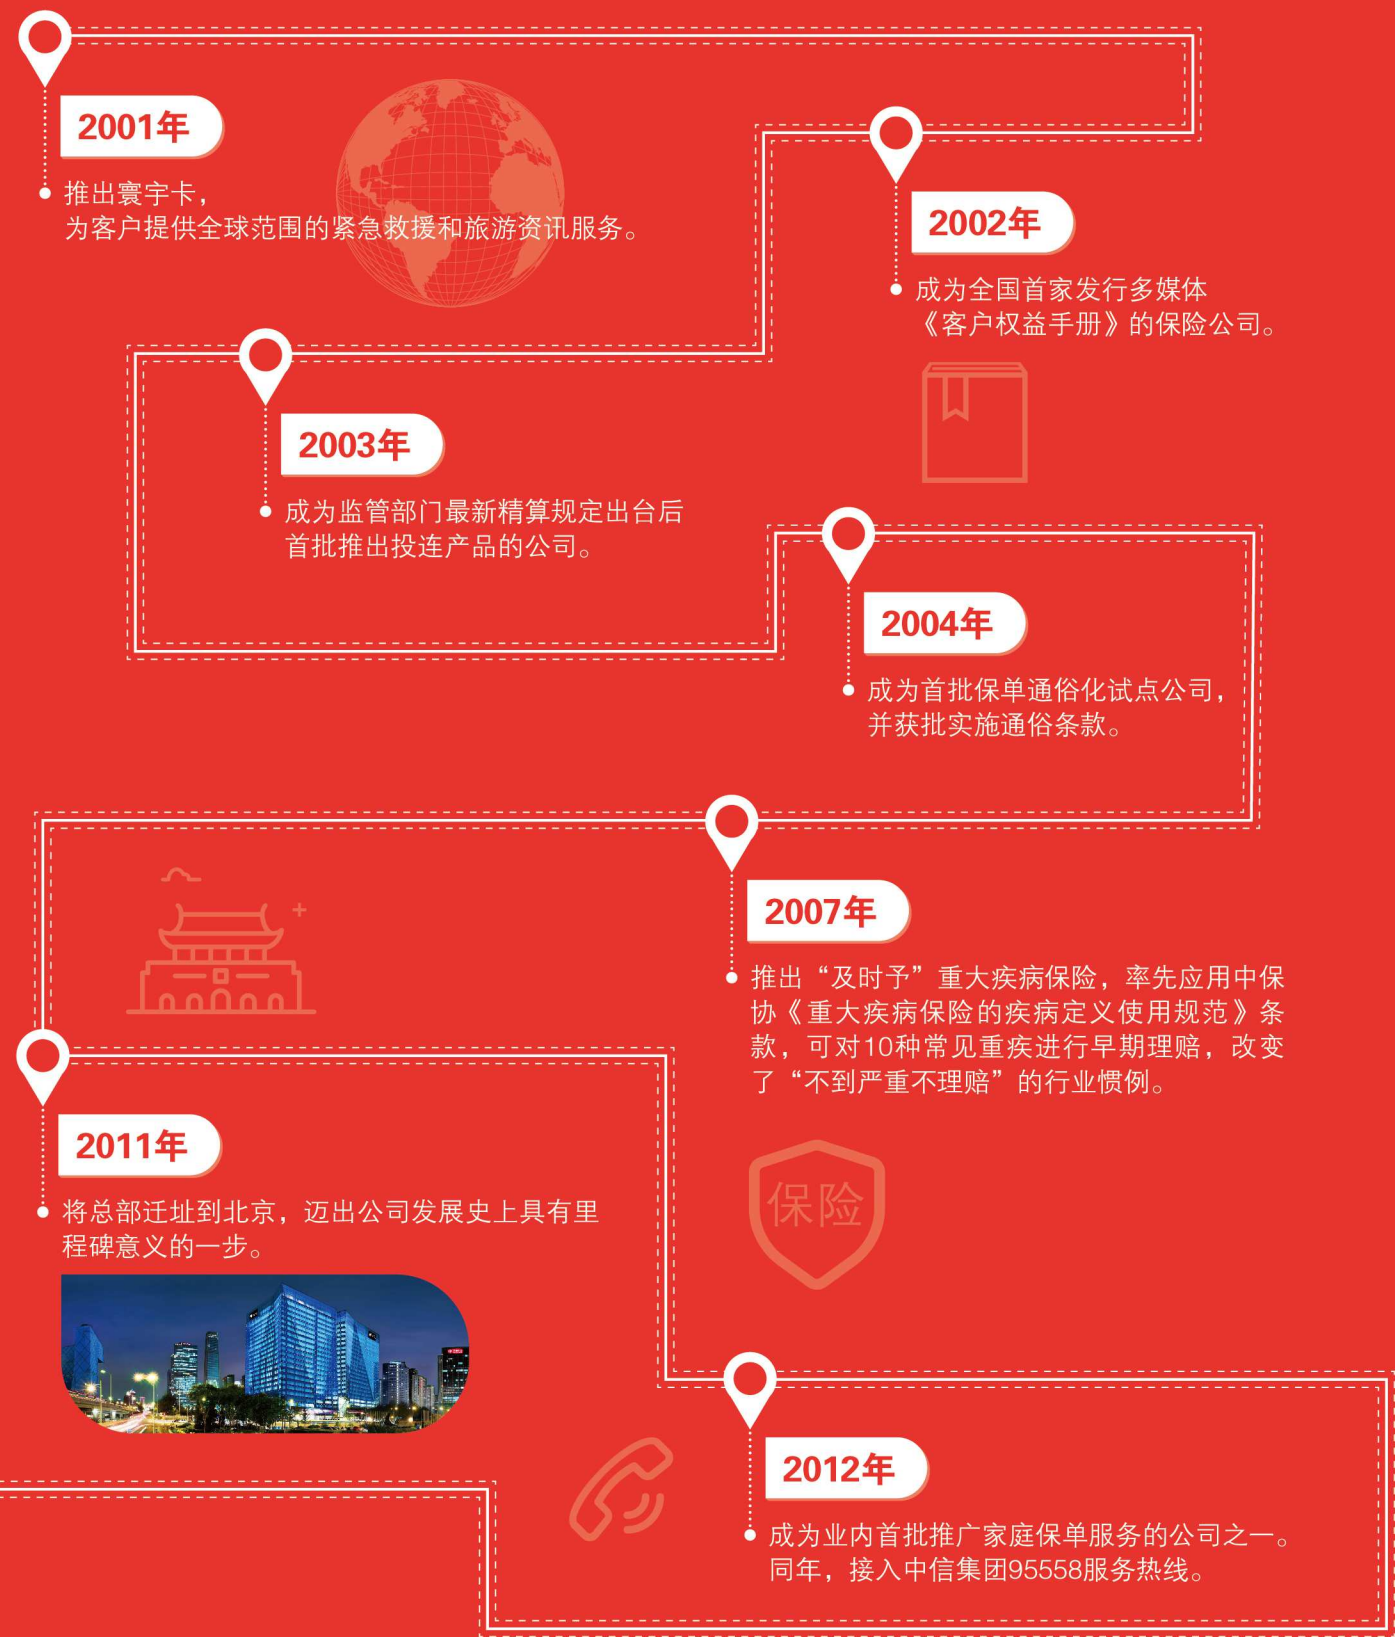 2001年
推出寰宇卡，
为客户提供全球范围的紧急救援和旅游资讯服务。
2002年
成为全国首家发行多媒体
《客户权益手册》的保险公司。
2003年
成为监管部门最新精算规定出台后
首批推出投连产品的公司。
2004年
成为首批保单通俗化试点公司，
并获批实施通俗条款。
2007年
推出“及时予”重大疾病保险，率先应用中保
协《重大疾病保险的疾病定义使用规范》条
款，可对10种常见重疾进行早期理赔，改变
了“不到严重不理赔”的行业惯例。
保险
2011年
将总部迁址到北京，迈出公司发展史上具有里
程碑意义的一步。
2012年
成为业内首批推广家庭保单服务的公司之一。
同年，接入中信集团95558服务热线。